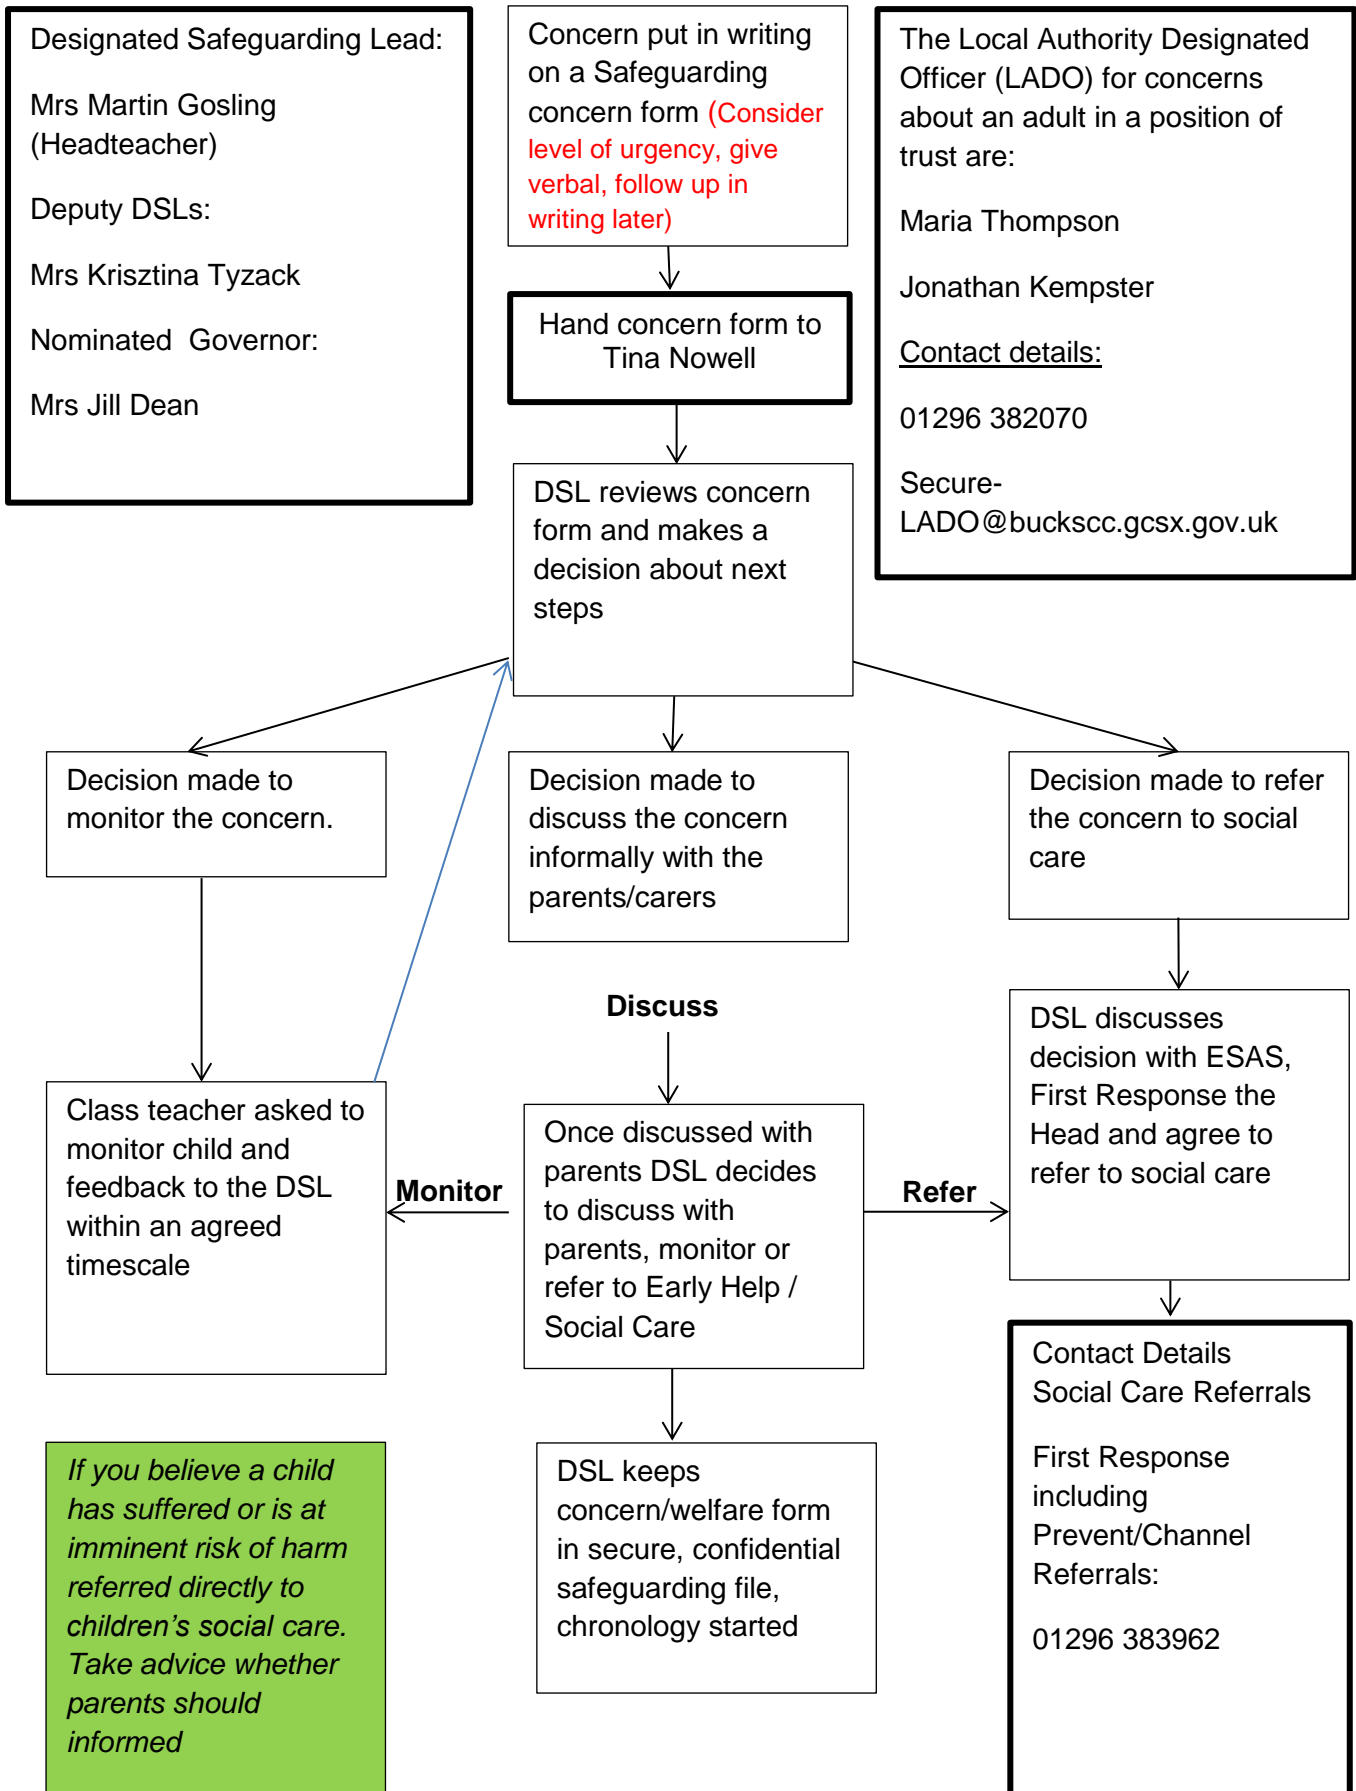 Designated Safeguarding Lead:
Mrs Martin Gosling
(Headteacher)
Deputy DSLs:
Mrs Krisztina Tyzack
Nominated  Governor:
Mrs Jill Dean
Concern put in writing
on a Safeguarding
concern form (Consider
level of urgency, give
verbal, follow up in
writing later)
The Local Authority Designated
Officer (LADO) for concerns
about an adult in a position of
trust are:
Maria Thompson
Jonathan Kempster
Contact details:
01296 382070
Secure-
LADO@buckscc.gcsx.gov.uk
Hand concern form to
Tina Nowell
DSL reviews concern
form and makes a
decision about next
steps
Decision made to
monitor the concern.
Decision made to
discuss the concern
informally with the
parents/carers
Decision made to refer
the concern to social
care
Discuss
DSL discusses
decision with ESAS,
First Response the
Head and agree to
refer to social care
Class teacher asked to
monitor child and
feedback to the DSL
within an agreed
timescale
Monitor
Once discussed with
parents DSL decides
to discuss with
parents, monitor or
refer to Early Help /
Social Care
Refer
Contact Details
Social Care Referrals
First Response
including
Prevent/Channel
Referrals:
01296 383962
If you believe a child
has suffered or is at
imminent risk of harm
referred directly to
children’s social care.
Take advice whether
parents should
informed
DSL keeps
concern/welfare form
in secure, confidential
safeguarding file,
chronology started